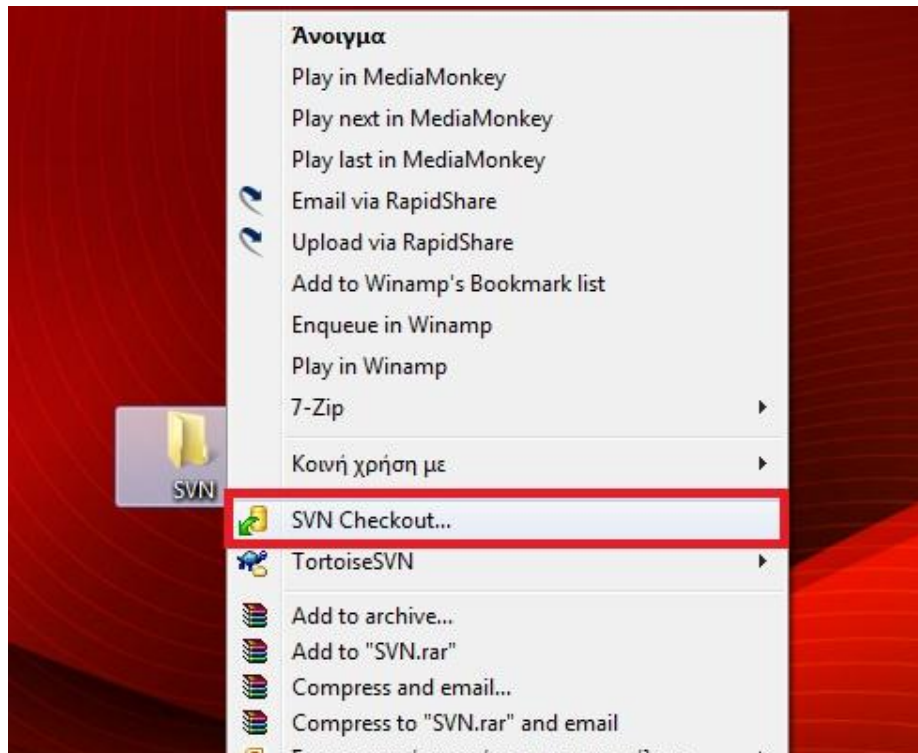 Άνοιγμα
Play in MediaMonkey
Play next in MediaMonkey
Play last in MediaMonkey
Email via RapidShare
Upload via RapidShare
Add to Winamp's Bookmark list
Enqueue in Winamp
Play in Winamp
7-Zip
Κοινή χρήση με
SVN
SVN Checkout...
TortoiseSVN
Add to archive...
Add to "SVN.rar"
Compress and email...
Compress to "SVN.rar" and email